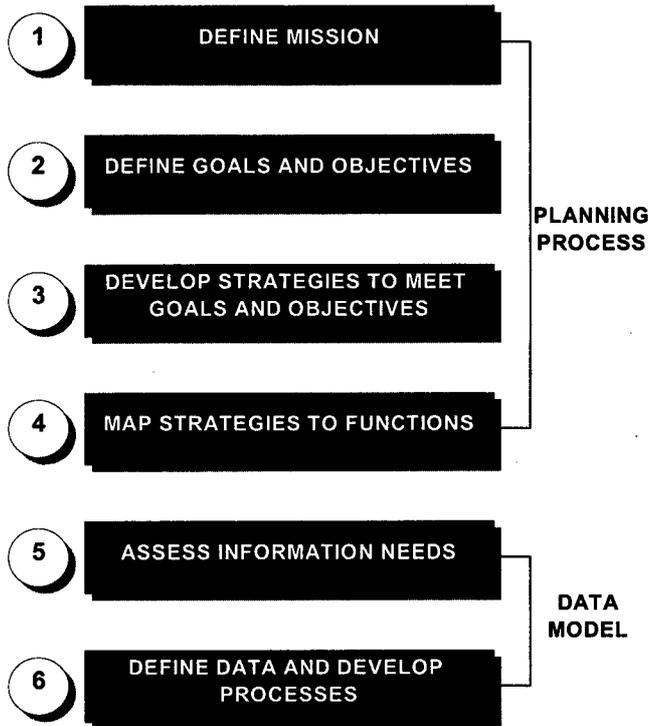 1
DEFINE MISSION
2
DEFINE GOALS AND OBJECTIVES
PLANNING
PROCESS
3
DEVELOP STRATEGIES TO MEET
GOALS AND OBJECTIVES
4
MAP STRATEGIES TO FUNCTIONS
5
ASSESS INFORMATION NEEDS
DATA
MODEL
6
DEFINE DATA AND DEVELOP
PROCESSES